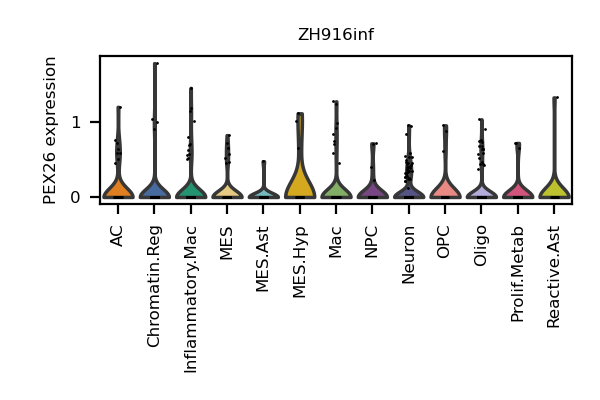 ZH916inf
PEX26 expression
1
0
AC
Chromatin.Reg
Inflammatory.Mac
MES
MES.Ast
MES.Hyp
Mac
NPC
Neuron
OPC
Oligo
Prolif.Metab
Reactive.Ast